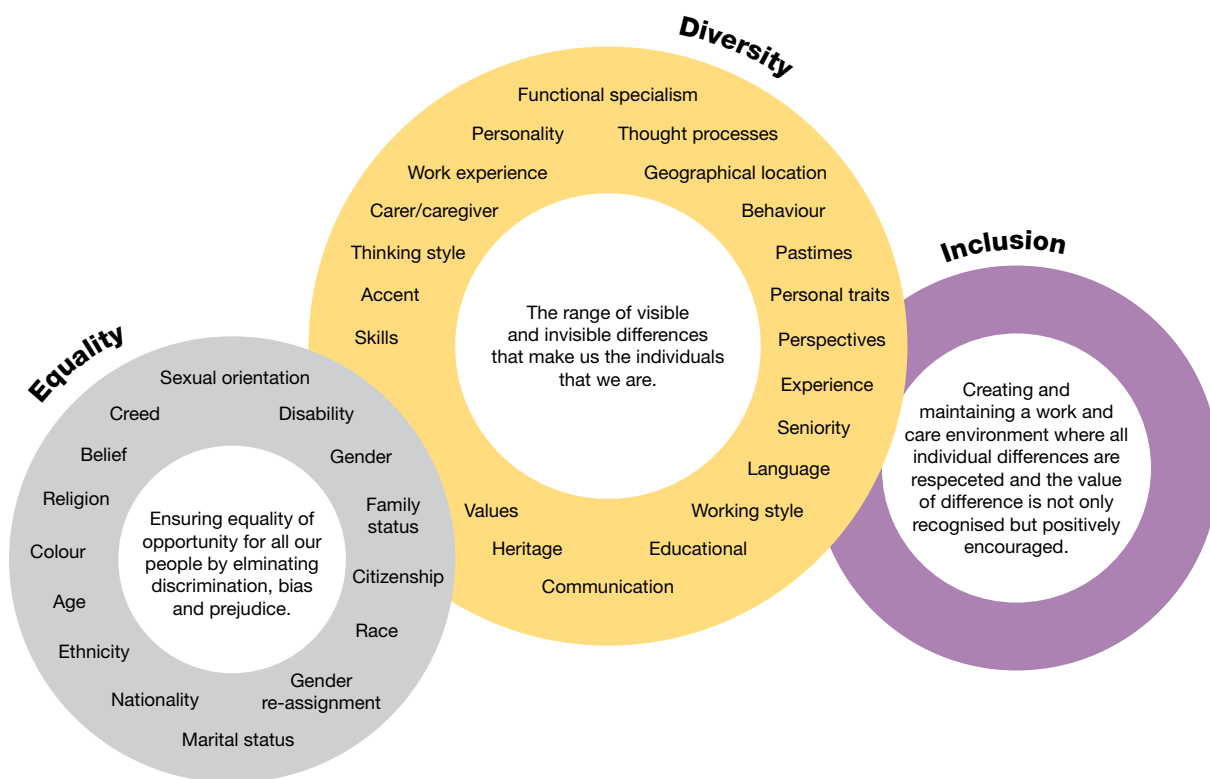 Diversity
Functional specialism
Personality
Thought processes
Work experience
Geographical location
Carer/caregiver
Behaviour
Thinking style
Pastimes
Accent
Personal traits
Skills
Perspectives
Experience
Seniority
Language
Values
Working style
Heritage
Educational
Communication
The range of visible
and invisible differences
that make us the individuals
that we are.
Equality
Sexual orientation
Creed
Disability
Belief
Gender
Religion
Family
status
Colour
Citizenship
Age
Race
Ethnicity
Gender
re-assignment
Nationality
Marital status
Ensuring equality of
opportunity for all our
people by elminating
discrimination, bias
and prejudice.
Inclusion
Creating and
maintaining a work and
care environment where all
individual differences are
respeceted and the value
of difference is not only
recognised but positively
encouraged.